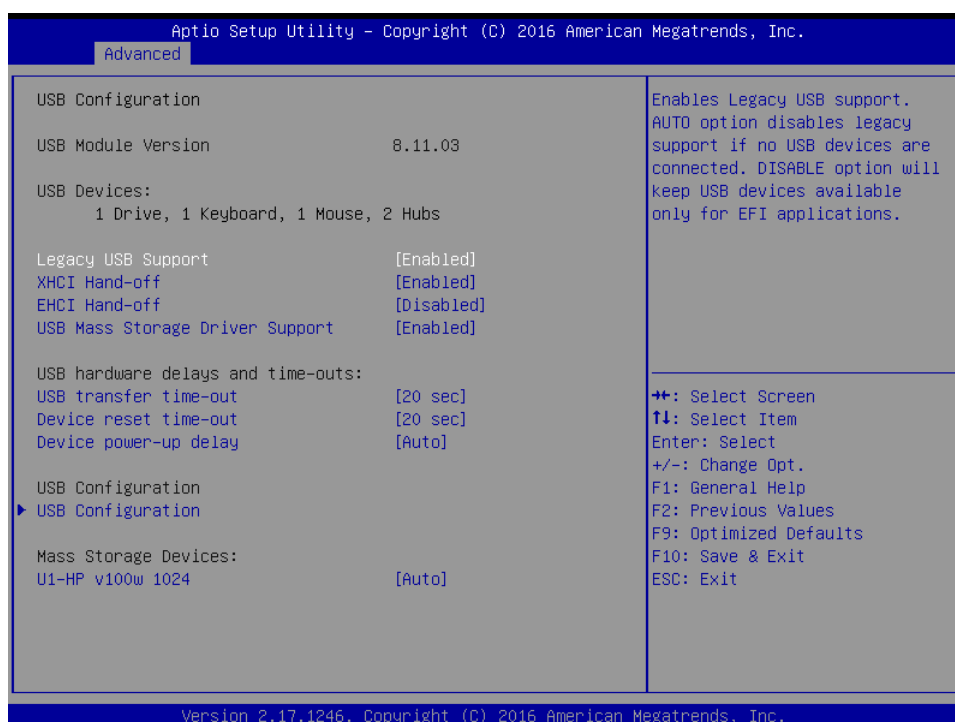 Aptio Setup Utility – Copyright (C) 2016 American Megatrends, Inc.
Advanced
USB Configuration
USB Module Version 8.11.03
USB Devices:
1 Drive, 1 Keyboard, 1 Mouse, 2 Hubs
Legacy USB Support [Enabled]
XHCI Hand-off [Enabled]
EHCI Hand-off [Disabled]
USB Mass Storage Driver Support [Enabled]
USB hardware delays and time-outs:
USB transfer time-out [20 sec]
Device reset time-out [20 sec]
Device power-up delay [Auto]
USB Configuration
USB Configuration
Mass Storage Devices:
U1-HP v100w 1024 [Auto]
Enables Legacy USB support.
AUTO option disables legacy
support if no USB devices are
connected. DISABLE option will
keep USB devices available
only for EFI applications.
→←: Select Screen
↑↓: Select Item
Enter: Select
+/-: Change Opt.
F1: General Help
F2: Previous Values
F9: Optimized Defaults
F10: Save & Exit
ESC: Exit
Version 2.17.1246. Copyright (C) 2016 American Megatrends, Inc.